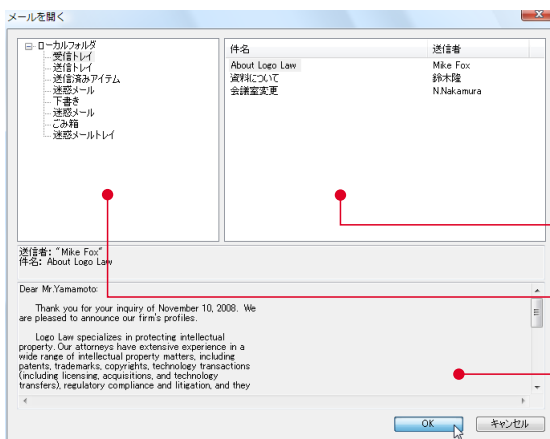 メールを開く
ローカルフォルダ
受信トレイ
送信トレイ
送信済みアイテム
迷惑メール
下書き
迷惑メール
ごみ箱
迷惑メールトレイ
件名 送信者
About Logo Law Mike Fox
資料について 鈴木隆
会議室変更 N.Nakamura
送信者: "Mike Fox"
件名: About Logo Law
Dear Mr.Yamamoto:
Thank you for your inquiry of November 10, 2008. We
are pleased to announce our firm's profiles.
Logo Law specializes in protecting intellectual
property. Our attorneys have extensive experience in a
wide range of intellectual property matters, including
patents, trademarks, copyrights, technology transactions
(including licensing, acquisitions, and technology
transfers), regulatory compliance and litigation, and they
OK キャンセル